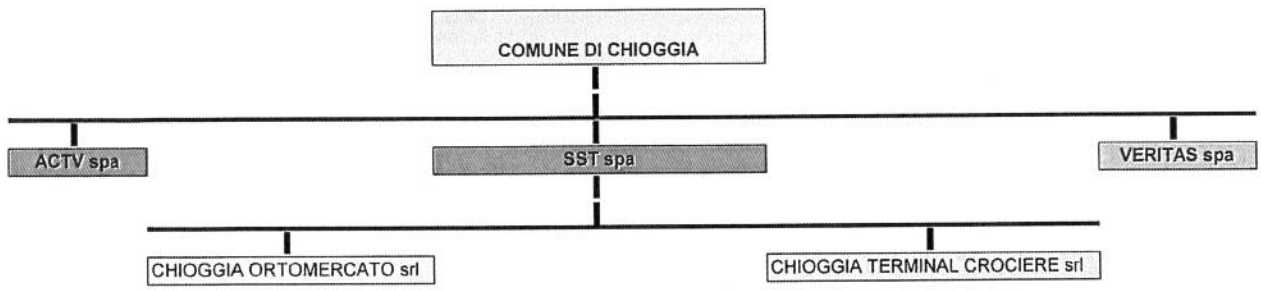 COMUNE DI CHIOGGIA
ACTV spa
SST spa
VERITAS spa
CHIOGGIA ORTOMERCATO srl
CHIOGGIA TERMINAL CROCIERE srl